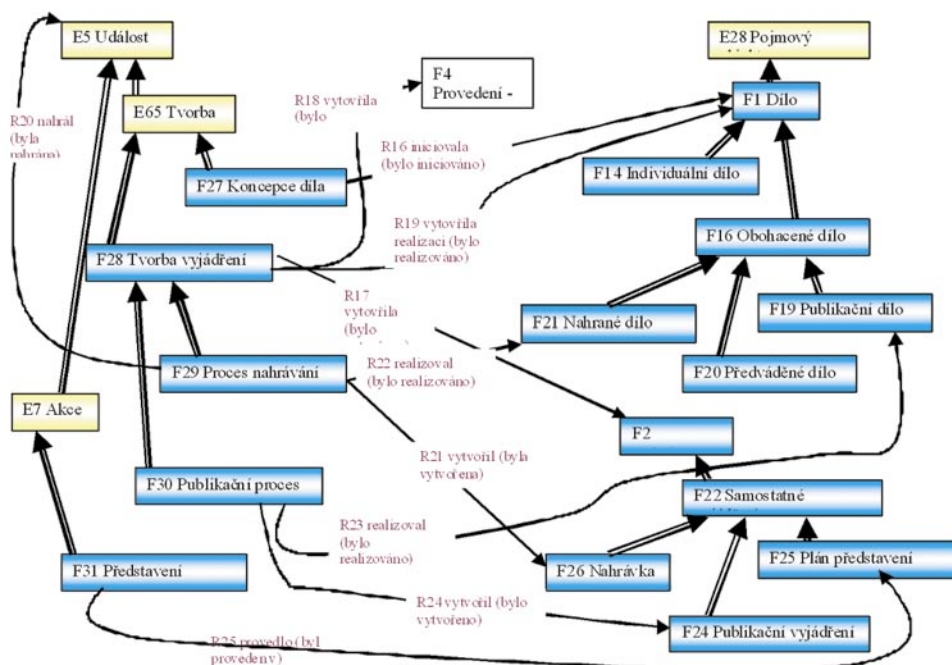 E5 Událost
E28 Pojmový
F4
Provedení -
F1 Dílo
E65 Tvorba
R18 vytovřila
(bylo
R20 nahrál
(byla
nahrána)
R16 iniciovala
(bylo iniciováno)
F14 Individuální dílo
F27 Koncepce díla
R19 vytovřila
realizaci (bylo
realizováno)
F16 Obohacené dílo
F28 Tvorba vyjádření
R17
vytovřila
(bylo
F19 Publikační dílo
F21 Nahrané dílo
R22 realizoval
(bylo realizováno)
F29 Proces nahrávání
F20 Předváděné dílo
E7 Akce
F2
R21 vytvořil (byla
vytvořena)
F30 Publikační proces
F22 Samostatné
R23 realizoval
(bylo
realizováno)
F25 Plán představení
F31 Představení
F26 Nahrávka
R24 vytvořil (bylo
vytvořeno)
F24 Publikační vyjádření
R25 provedlo (byl
proveden v)